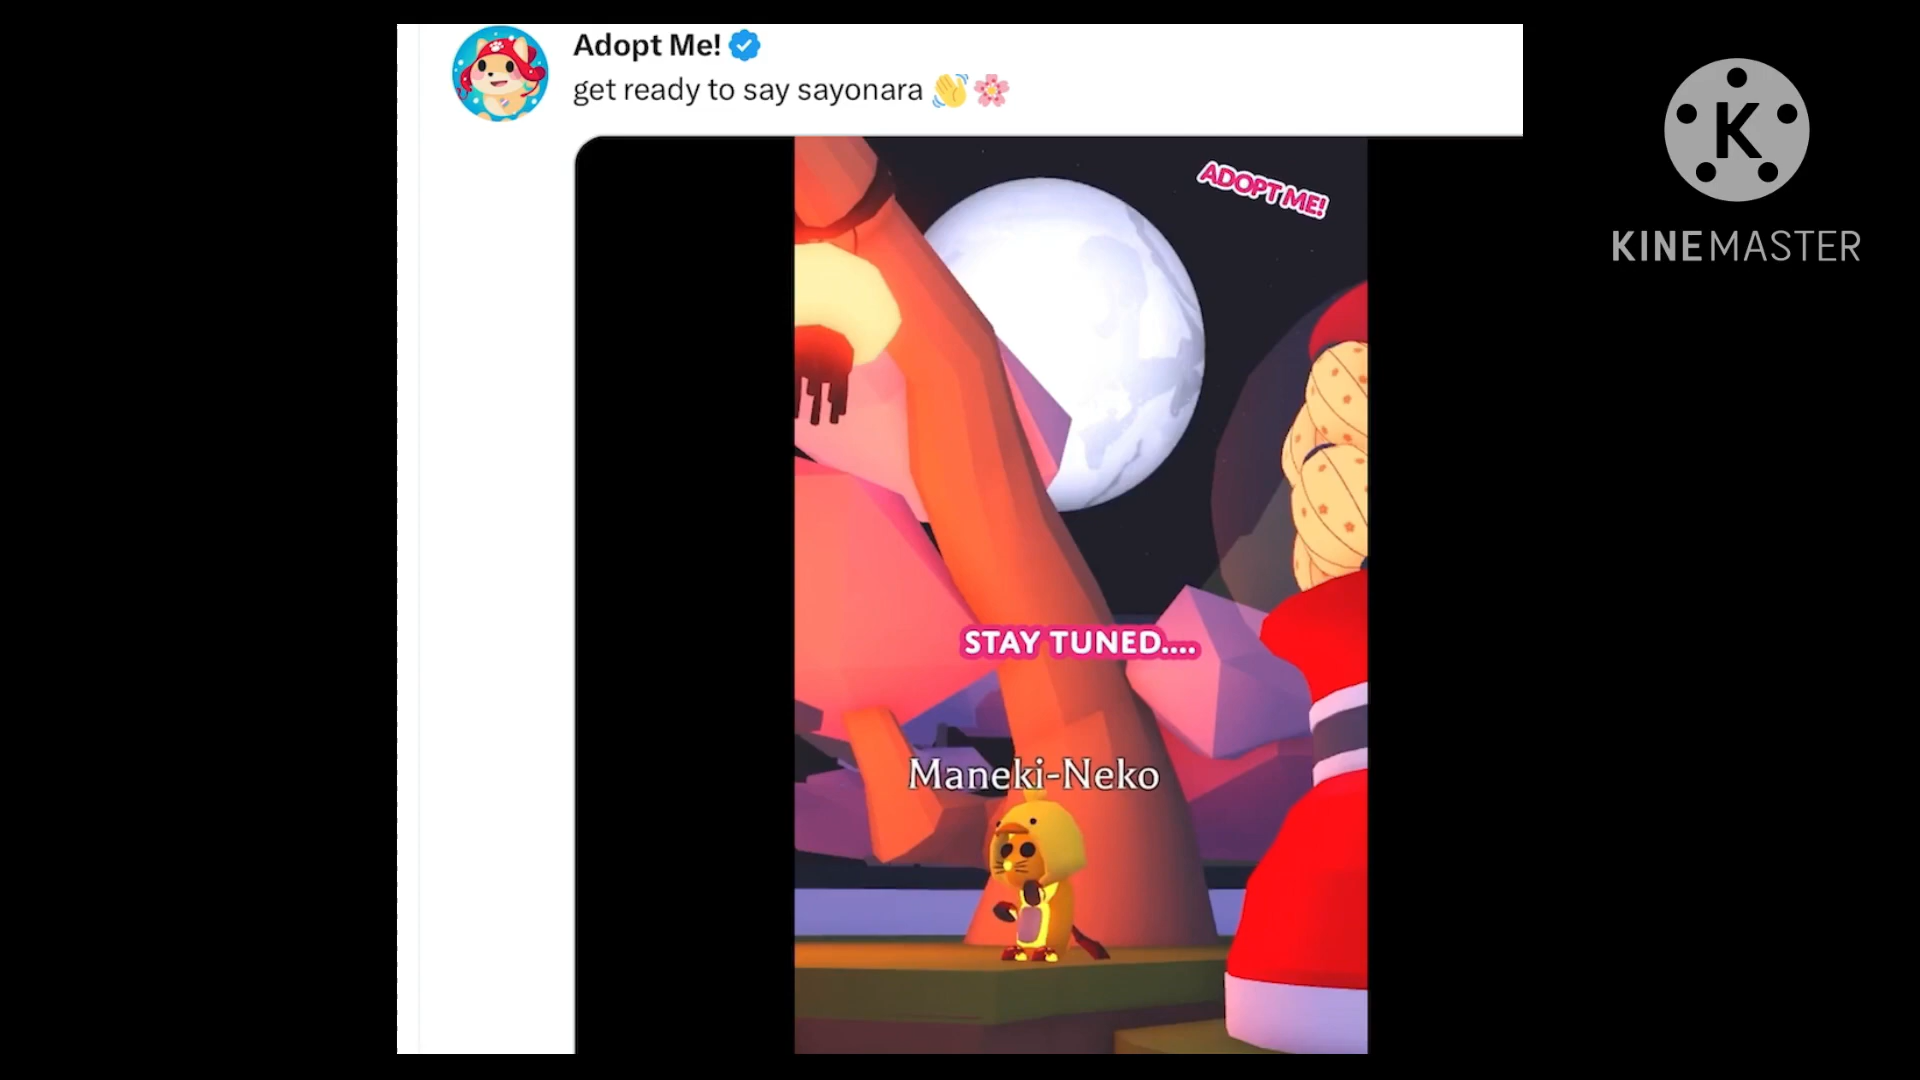 Adopt Me!
get ready to say sayonara 👋🌸
ADOPT ME!
K
KINEMASTER
STAY TUNED....
Maneki-Neko